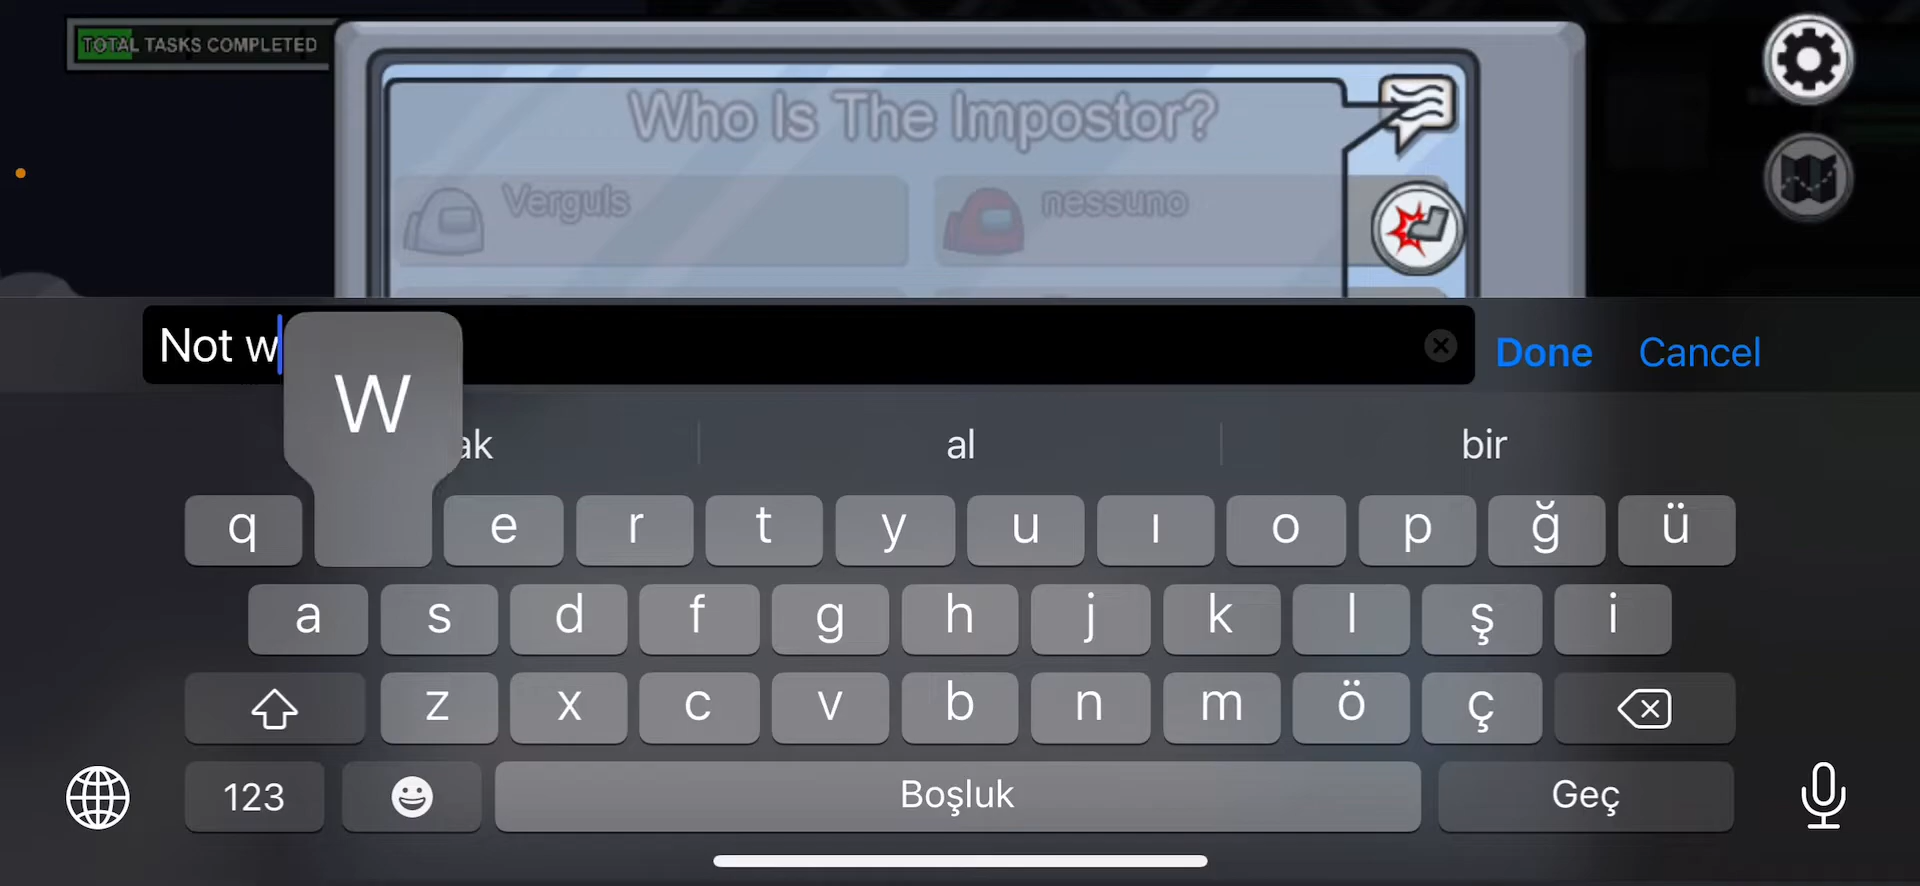 TOTAL TASKS COMPLETED
Who Is The Impostor?
Verguls
nessuno
Not w
Done
Cancel
W
al
bir
q
e
r
t
y
u
ı
o
p
ğ
ü
a
s
d
f
g
h
j
k
l
ş
i
z
x
c
v
b
n
m
ö
ç
123
Boşluk
Geç